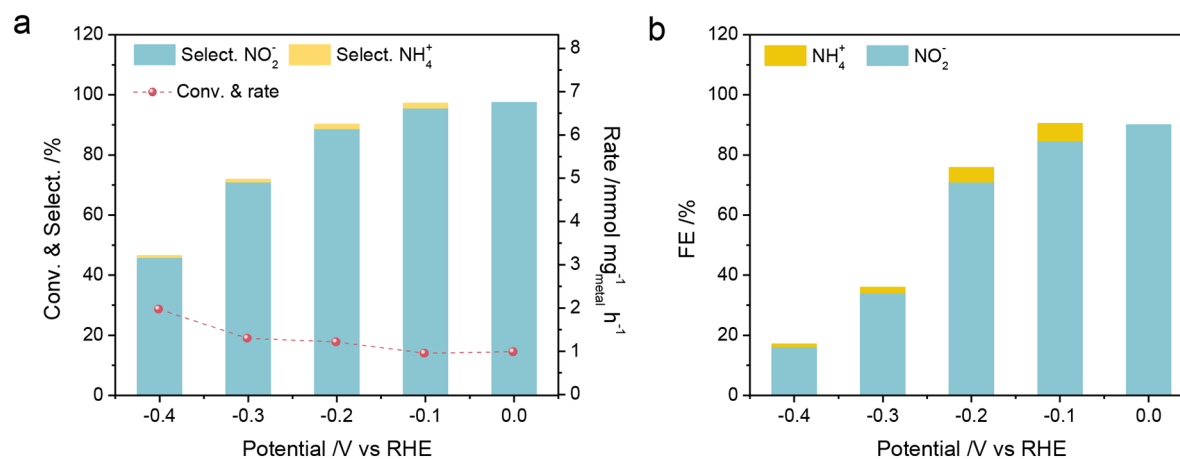 a
120
100
80
60
40
20
0
Conv. & Select. /%
Select. NO₂⁻
Select. NH₄⁺
Conv. & rate
8
7
6
5
4
3
2
1
0
Rate /mmol mg⁻¹metal h⁻¹
-0.4 -0.3 -0.2 -0.1 0.0
Potential /V vs RHE
b
120
100
80
60
40
20
0
FE /%
NH₄⁺
NO₂⁻
-0.4 -0.3 -0.2 -0.1 0.0
Potential /V vs RHE